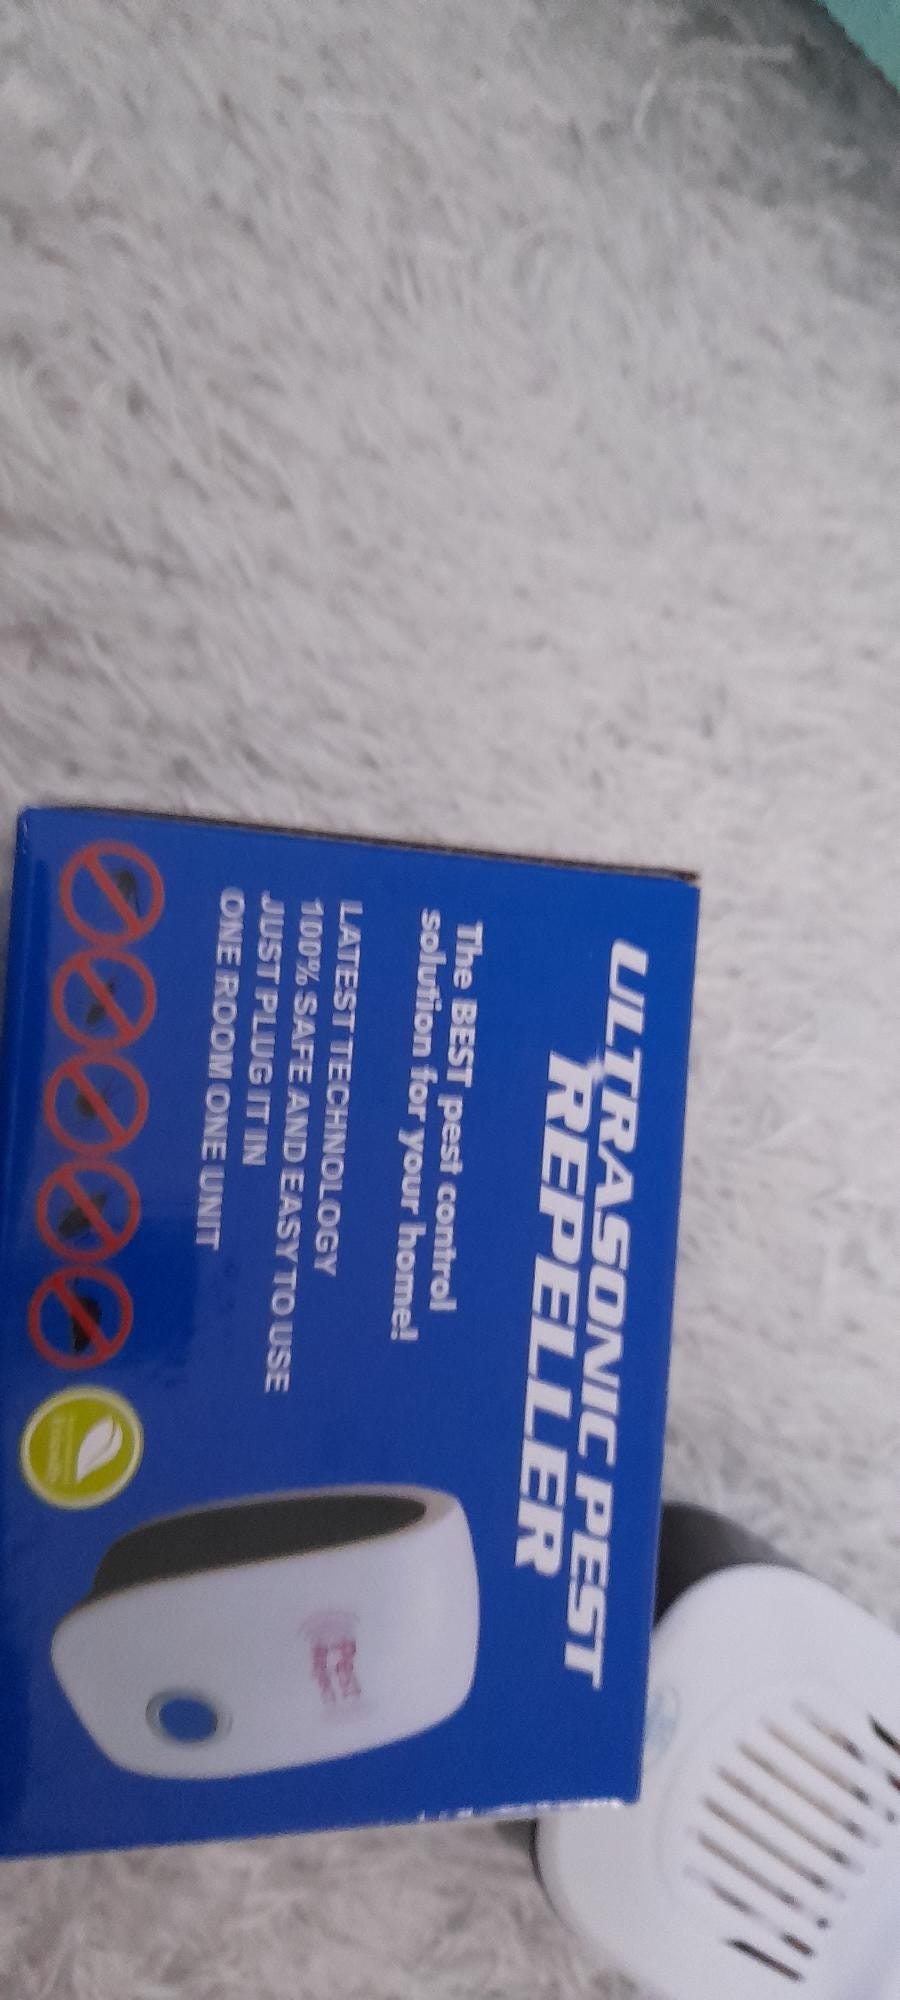 ULTRASONIC PEST
REPELLER
The BEST pest control
solution for your home!
LATEST TECHNOLOGY
100% SAFE AND EASY TO USE
JUST PLUG IT IN
ONE ROOM ONE UNIT
Pest